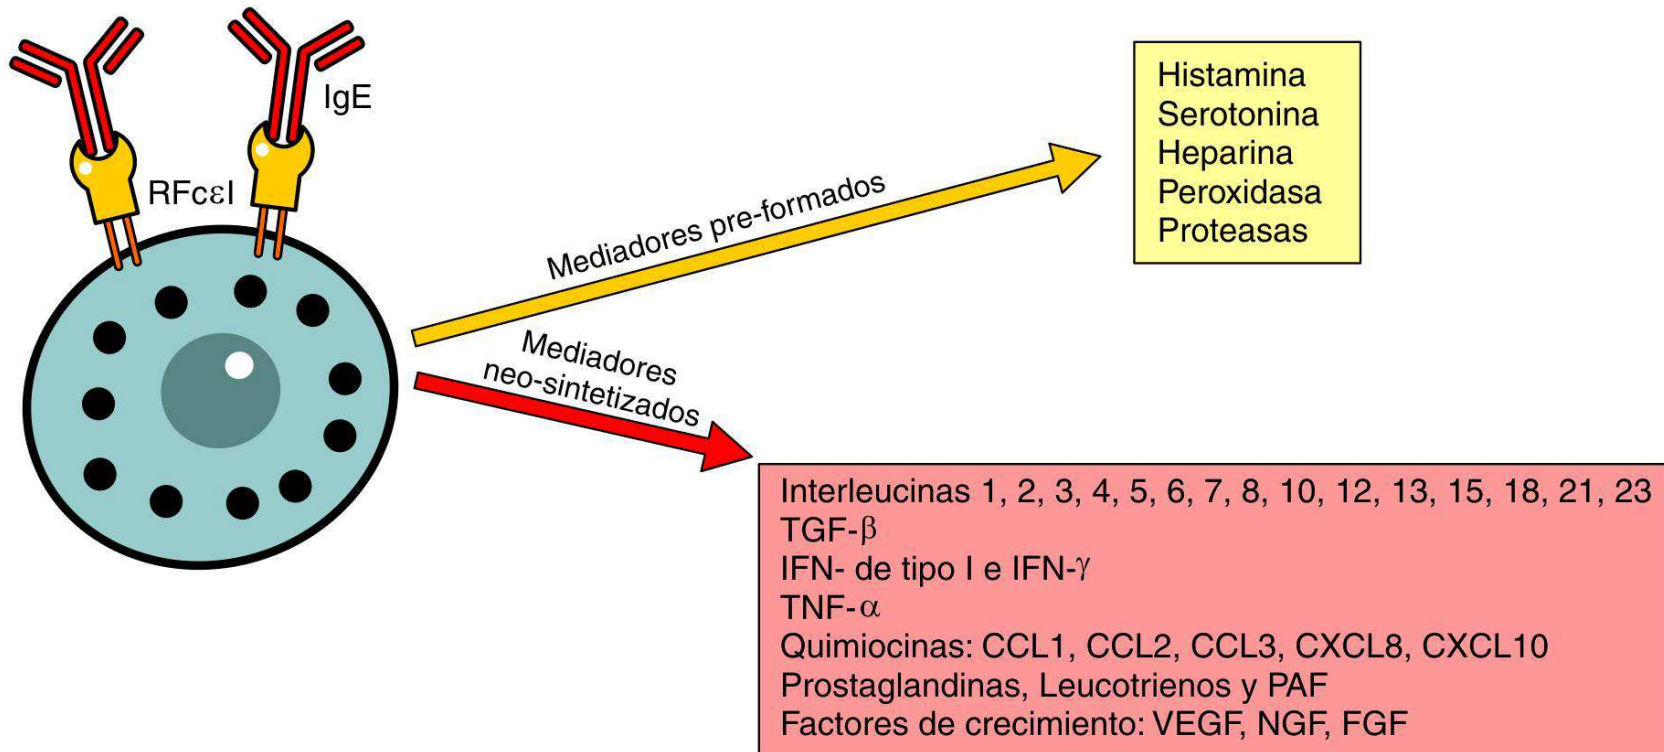 IgE
RFcεI
Mediadores pre-formados
Histamina
Serotonina
Heparina
Peroxidasa
Proteasas
Mediadores
neo-sintetizados
Interleucinas 1, 2, 3, 4, 5, 6, 7, 8, 10, 12, 13, 15, 18, 21, 23
TGF-β
IFN- de tipo I e IFN-γ
TNF-α
Quimiocinas: CCL1, CCL2, CCL3, CXCL8, CXCL10
Prostaglandinas, Leucotrienos y PAF
Factores de crecimiento: VEGF, NGF, FGF